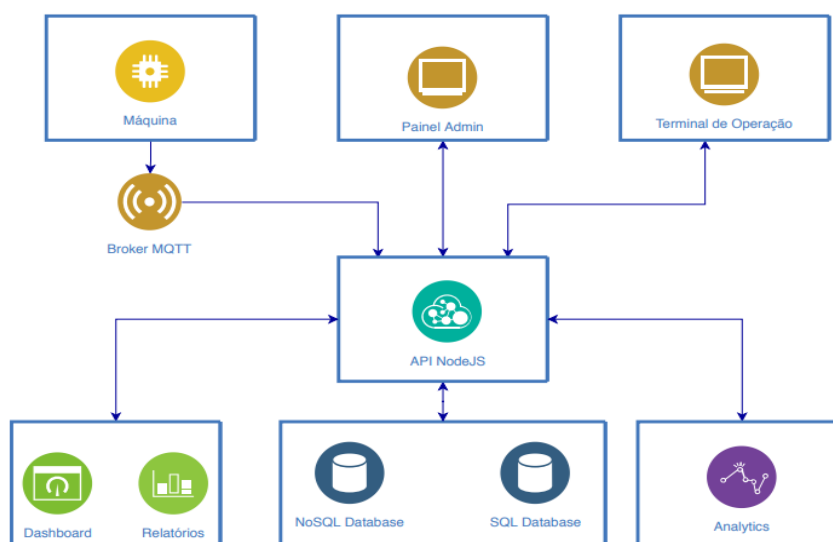 Máquina
Painel Admin
Terminal de Operação
Broker MQTT
API NodeJS
Dashboard
Relatórios
NoSQL Database
SQL Database
Analytics